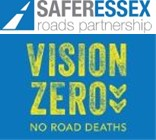 SAFERESSEX
roads partnership
VISION
ZERO
NO ROAD DEATHS